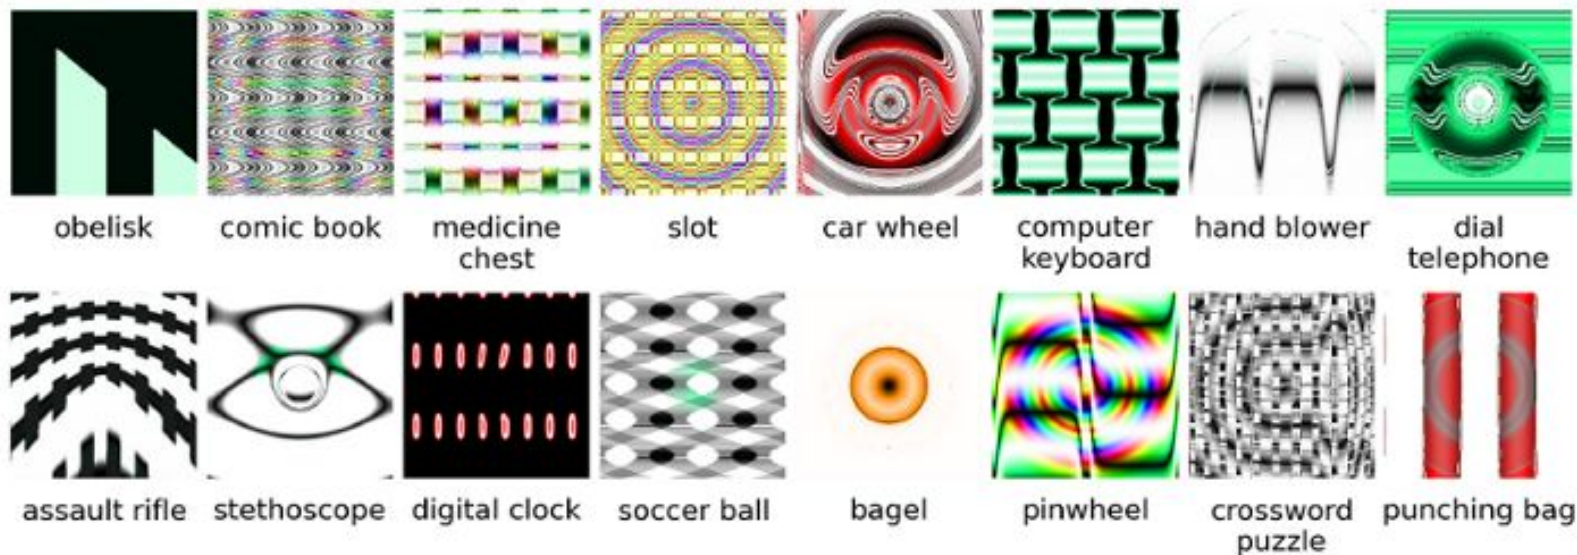 obelisk
comic book
medicine
chest
slot
car wheel
computer
keyboard
hand blower
dial
telephone
assault rifle
stethoscope
digital clock
soccer ball
bagel
pinwheel
crossword
puzzle
punching bag